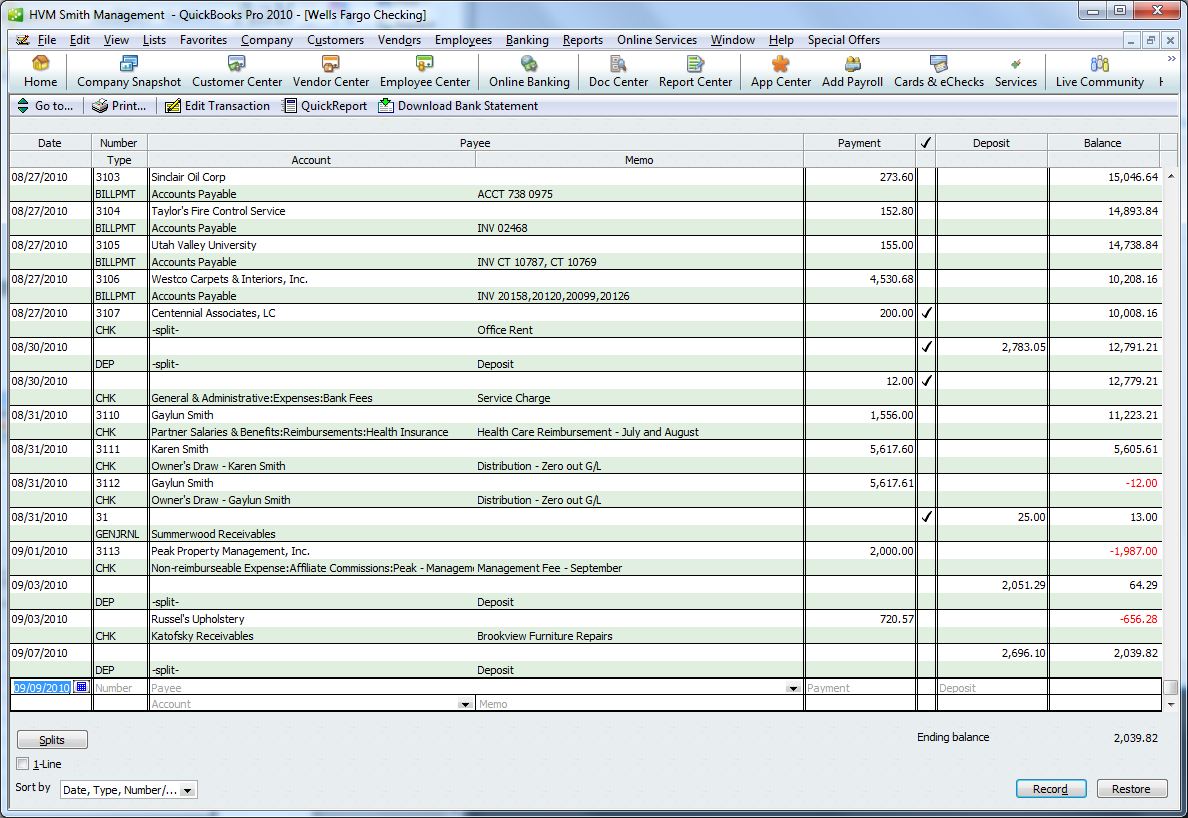 HVM Smith Management - QuickBooks Pro 2010 - [Wells Fargo Checking]
File Edit View Lists Favorites Company Customers Vendors Employees Banking Reports Online Services Window Help Special Offers
Home Company Snapshot Customer Center Vendor Center Employee Center Online Banking Doc Center Report Center App Center Add Payroll Cards & eChecks Services Live Community
Go to... Print... Edit Transaction QuickReport Download Bank Statement
Date Number Payee Payment ✓ Deposit Balance
Type Account Memo
08/27/2010 3103 Sinclair Oil Corp 273.60 15,046.64
BILLPMT Accounts Payable ACCT 738 0975
08/27/2010 3104 Taylor's Fire Control Service 152.80 14,893.84
BILLPMT Accounts Payable INV 02468
08/27/2010 3105 Utah Valley University 155.00 14,738.84
BILLPMT Accounts Payable INV CT 10787, CT 10769
08/27/2010 3106 Westco Carpets & Interiors, Inc. 4,530.68 10,208.16
BILLPMT Accounts Payable INV 20158,20120,20099,20126
08/27/2010 3107 Centennial Associates, LC 200.00 ✓ 10,008.16
CHK -split- Office Rent
08/30/2010 ✓ 2,783.05 12,791.21
DEP -split- Deposit
08/30/2010 12.00 ✓ 12,779.21
CHK General & Administrative:Expenses:Bank Fees Service Charge
08/31/2010 3110 Gaylun Smith 1,556.00 11,223.21
CHK Partner Salaries & Benefits:Reimbursements:Health Insurance Health Care Reimbursement - July and August
08/31/2010 3111 Karen Smith 5,617.60 5,605.61
CHK Owner's Draw - Karen Smith Distribution - Zero out G/L
08/31/2010 3112 Gaylun Smith 5,617.61 -12.00
CHK Owner's Draw - Gaylun Smith Distribution - Zero out G/L
08/31/2010 31 ✓ 25.00 13.00
GENJRNL Summerwood Receivables
09/01/2010 3113 Peak Property Management, Inc. 2,000.00 -1,987.00
CHK Non-reimburseable Expense:Affiliate Commissions:Peak - Managem Management Fee - September
09/03/2010 2,051.29 64.29
DEP -split- Deposit
09/03/2010 Russel's Upholstery 720.57 -656.28
CHK Katofsky Receivables Brookview Furniture Repairs
09/07/2010 2,696.10 2,039.82
DEP -split- Deposit
09/09/2010 Number Payee Payment Deposit
Account Memo
Splits Ending balance 2,039.82
1-Line
Sort by Date, Type, Number/... Record Restore